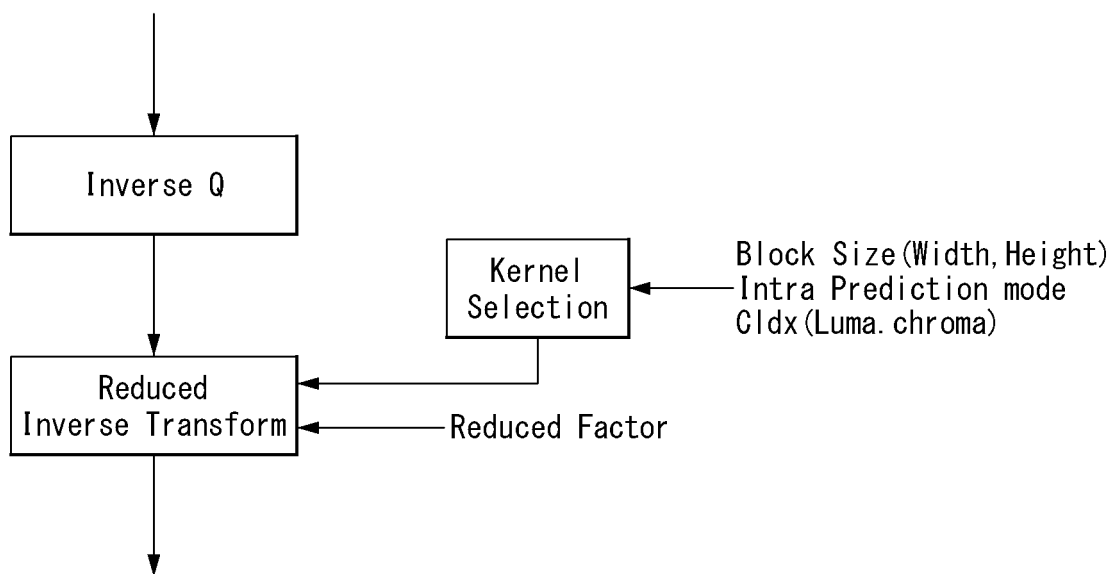 Inverse Q
Kernel
Selection
Block Size(Width, Height)
Intra Prediction mode
CIdx(Luma. chroma)
Reduced
Inverse Transform
Reduced Factor